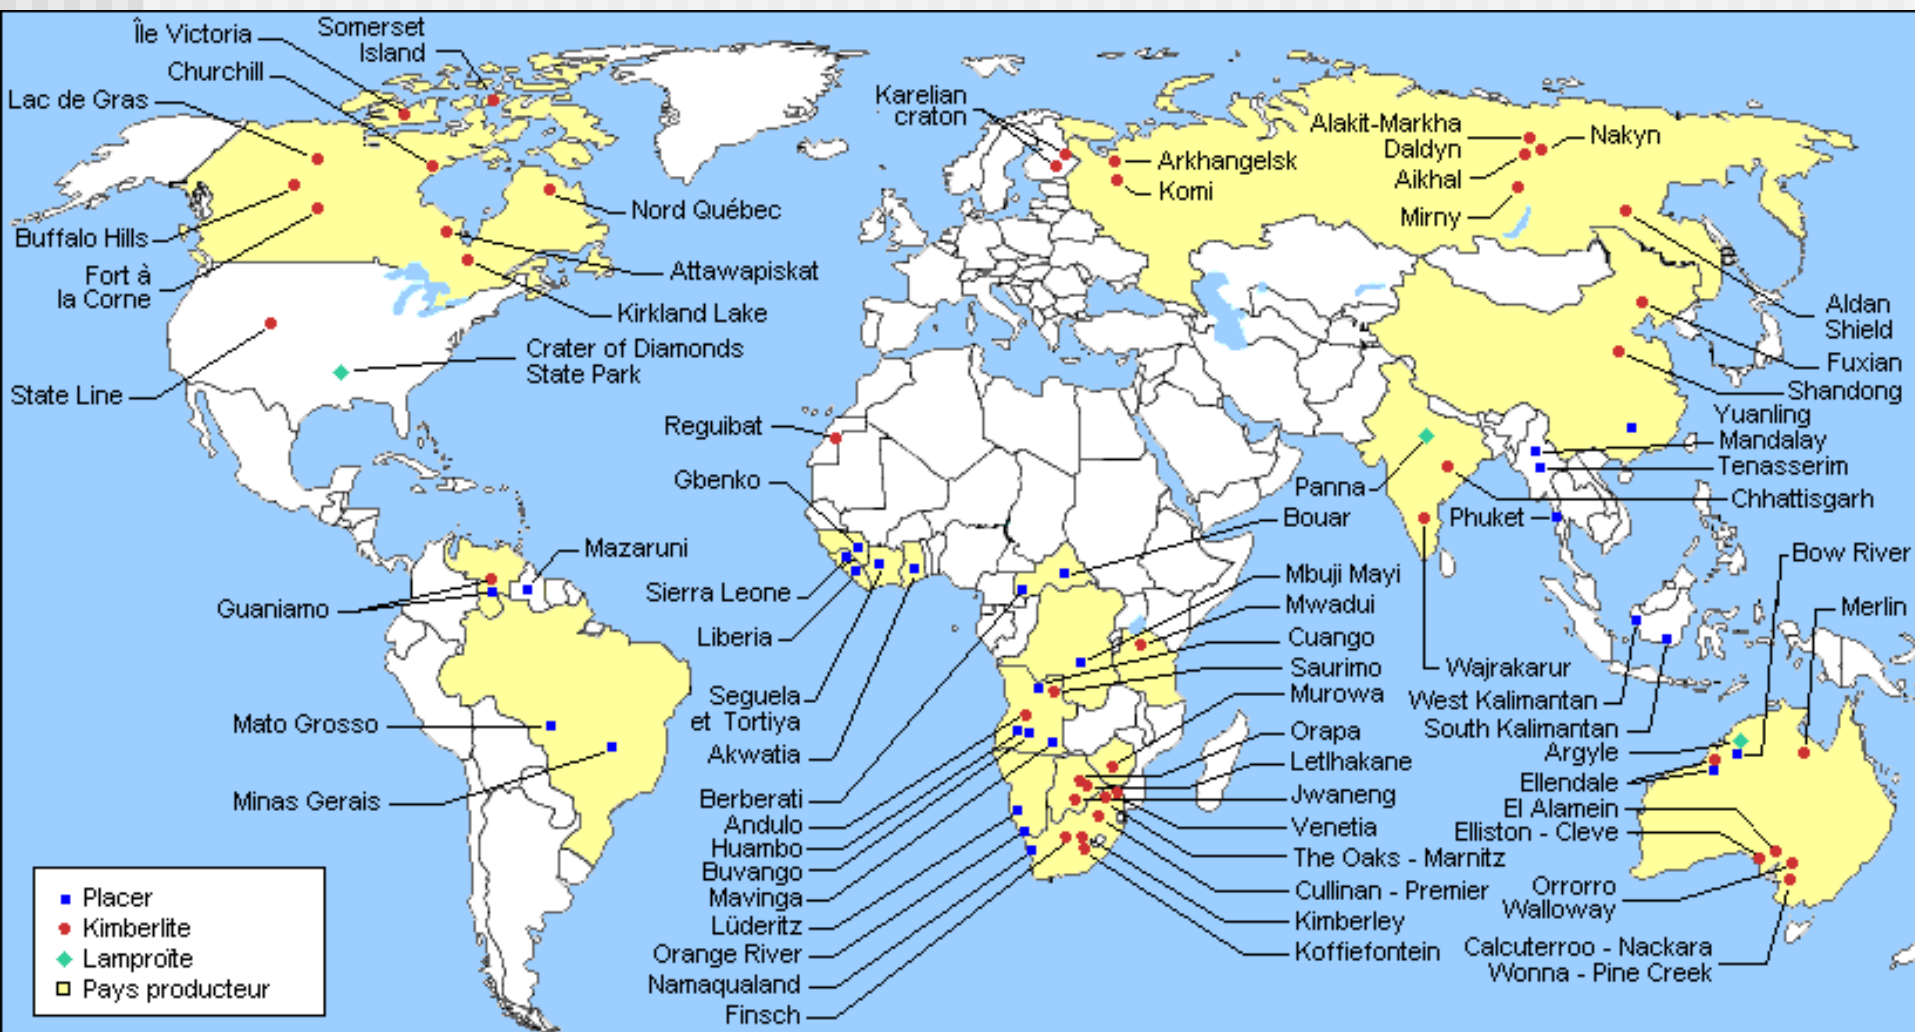 Île Victoria
Somerset
Island
Churchill
Lac de Gras
Buffalo Hills
Fort à
la Corne
State Line
Nord Québec
Attawapiskat
Kirkland Lake
Crater of Diamonds
State Park
Karelian
craton
Arkhangelsk
Komi
Alakit-Markha
Daldyn
Nakyn
Aikhal
Mirny
Aldan
Shield
Fuxian
Shandong
Yuanling
Mandalay
Tenasserim
Chhattisgarh
Panna
Phuket
Wajrakarur
Reguibat
Gbenko
Mazaruni
Guaniamo
Sierra Leone
Liberia
Seguela
et Tortiya
Akwatia
Mato Grosso
Minas Gerais
Berberati
Andulo
Huambo
Buvango
Mavinga
Lüderitz
Orange River
Namaqualand
Finsch
Bouar
Mbuji Mayi
Mwadui
Cuango
Saurimo
Murowa
Orapa
Letlhakane
Jwaneng
Venetia
The Oaks - Marnitz
Cullinan - Premier
Kimberley
Koffiefontein
Bow River
Merlin
West Kalimantan
South Kalimantan
Argyle
Ellendale
El Alamein
Elliston - Cleve
Orrorro
Walloway
Calcuterroo - Nackara
Wonna - Pine Creek
Placer
Kimberlite
Lamproïte
Pays producteur